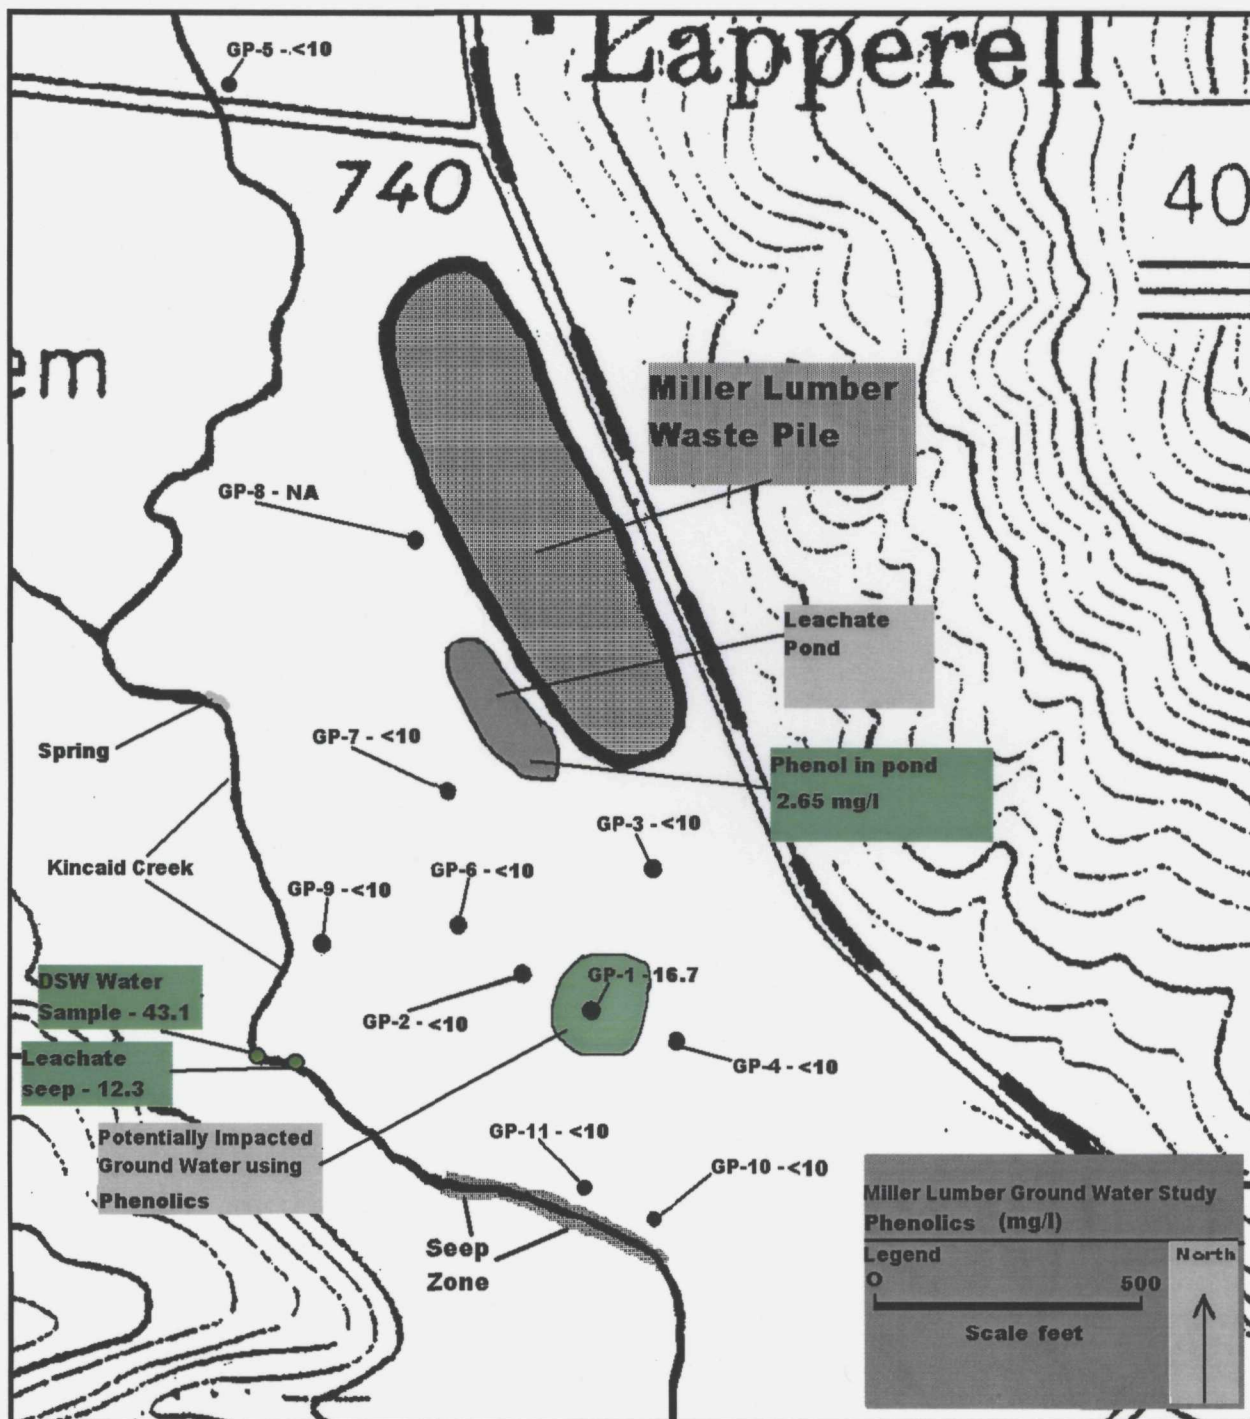 GP-5 - <10
Lapperell
740
40
em
Miller Lumber
Waste Pile
GP-8 - NA
Leachate
Pond
Spring
GP-7 - <10
Phenol in pond
2.65 mg/l
GP-3 - <10
Kincaid Creek
GP-6 - <10
GP-9 - <10
DSW Water
Sample - 43.1
GP-1 - 16.7
GP-2 - <10
Leachate
seep - 12.3
GP-4 - <10
Potentially Impacted
Ground Water using
Phenolics
GP-11 - <10
GP-10 - <10
Seep
Zone
Miller Lumber Ground Water Study
Phenolics (mg/l)
Legend
North
O 500
Scale feet